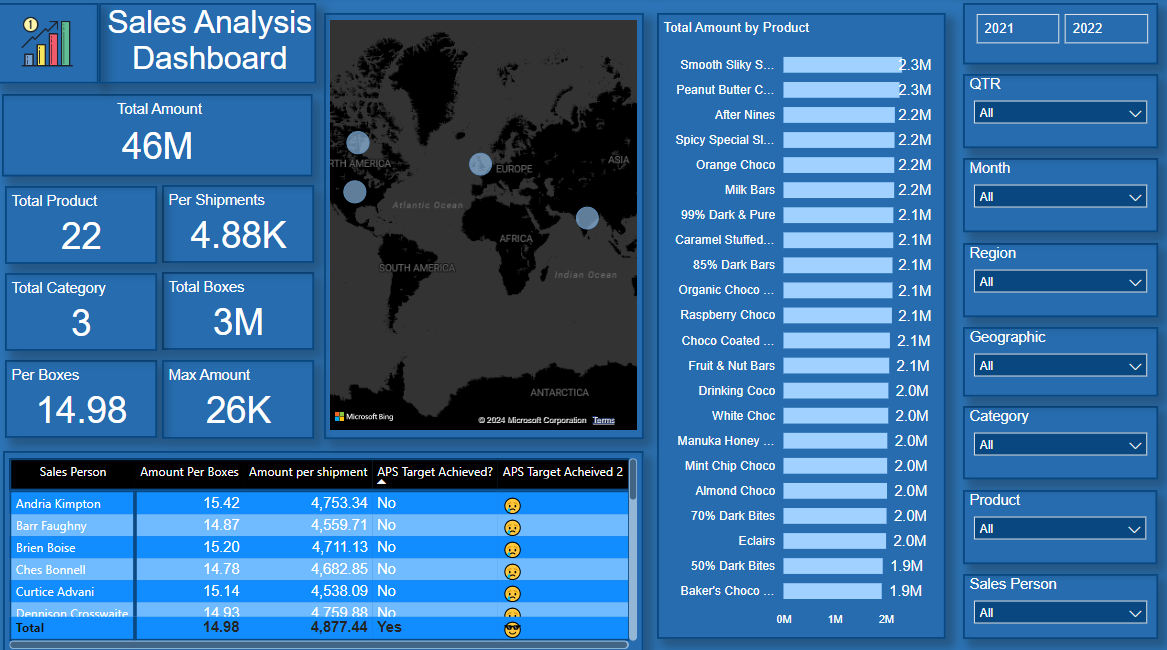 Sales Analysis
Dashboard
Total Amount
46M
Total Product
22
Per Shipments
4.88K
Total Category
3
Total Boxes
3M
Per Boxes
14.98
Max Amount
26K
RTH AMERICA
EUROPE
ASIA
Atlantic Ocean
AFRICA
SOUTH AMERICA
Indian Ocean
ANTARCTICA
Microsoft Bing
© 2024 Microsoft Corporation Terms
Sales Person Amount Per Boxes Amount per shipment APS Target Achieved? APS Target Acheived 2
Andria Kimpton 15.42 4,753.34 No 😟
Barr Faughny 14.87 4,559.71 No 😟
Brien Boise 15.20 4,711.13 No 😟
Ches Bonnell 14.78 4,682.85 No 😟
Curtice Advani 15.14 4,538.09 No 😟
Dennison Crosswaite 14.93 4,759.88 No 😟
Total 14.98 4,877.44 Yes 😎
Total Amount by Product
Smooth Sliky S... 2.3M
Peanut Butter C... 2.3M
After Nines 2.2M
Spicy Special Sl... 2.2M
Orange Choco 2.2M
Milk Bars 2.2M
99% Dark & Pure 2.1M
Caramel Stuffed... 2.1M
85% Dark Bars 2.1M
Organic Choco ... 2.1M
Raspberry Choco 2.1M
Choco Coated ... 2.1M
Fruit & Nut Bars 2.1M
Drinking Coco 2.0M
White Choc 2.0M
Manuka Honey ... 2.0M
Mint Chip Choco 2.0M
Almond Choco 2.0M
70% Dark Bites 2.0M
Eclairs 2.0M
50% Dark Bites 1.9M
Baker's Choco ... 1.9M
0M 1M 2M
2021 2022
QTR
All
Month
All
Region
All
Geographic
All
Category
All
Product
All
Sales Person
All